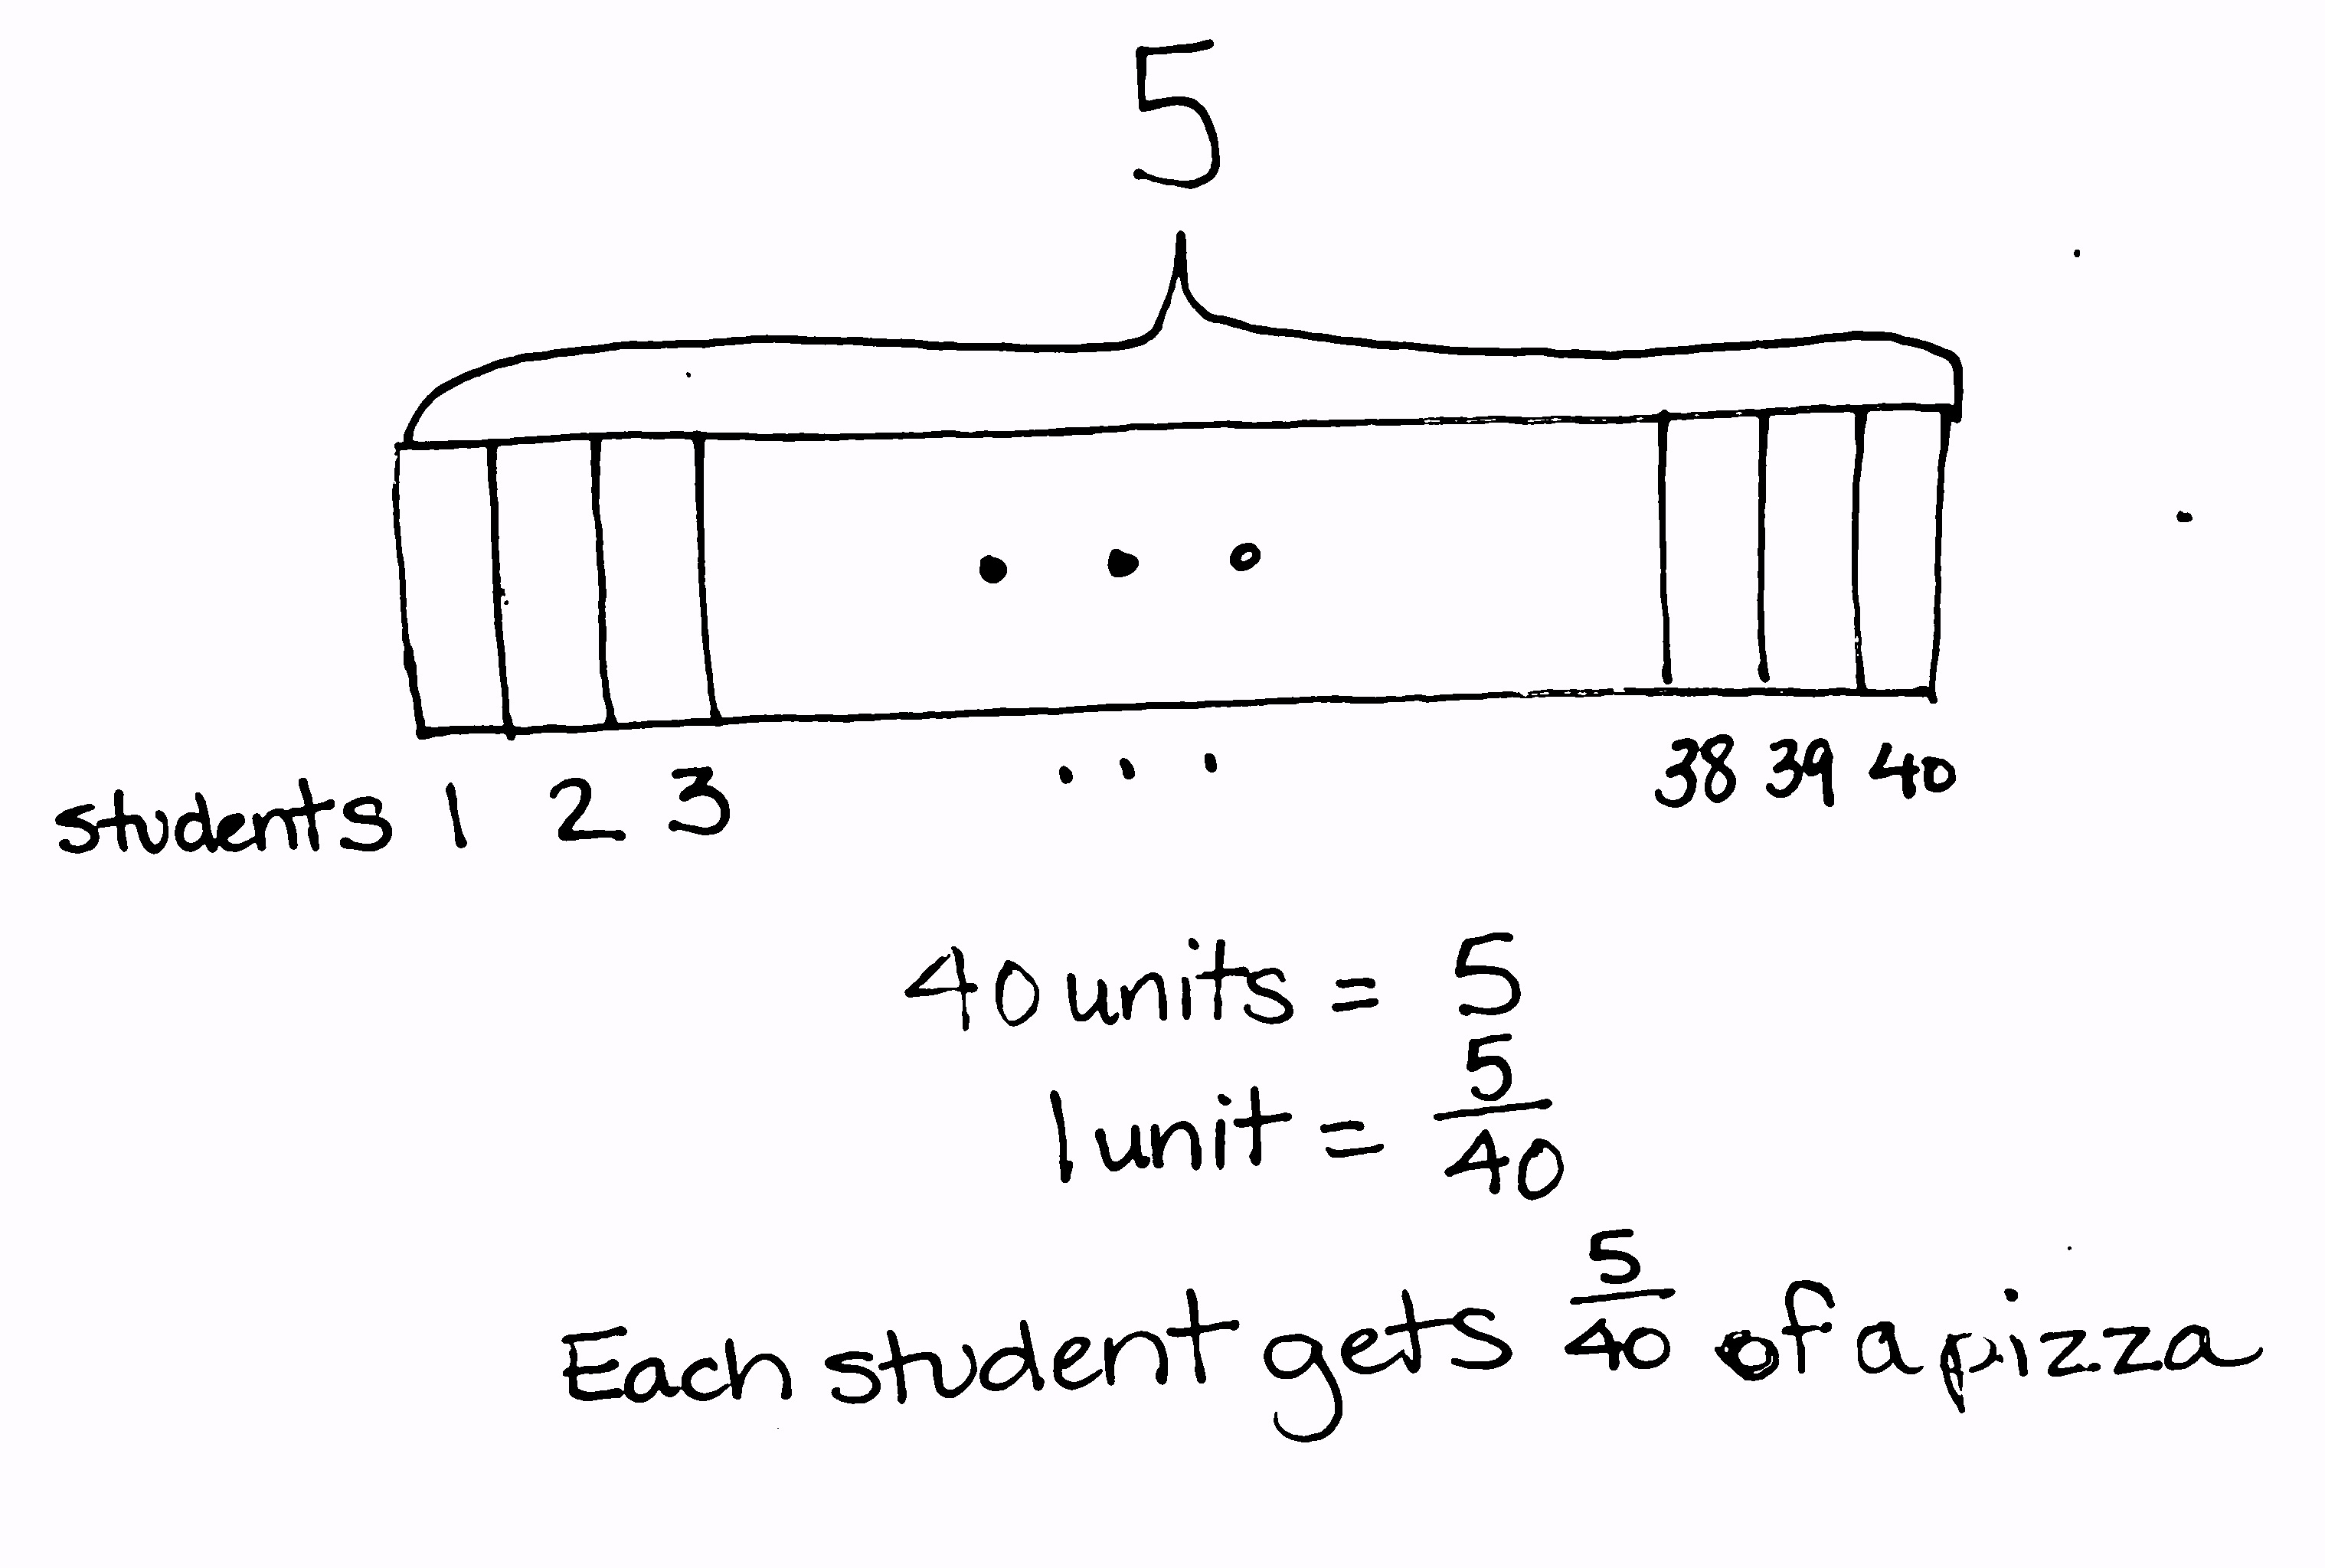 5
students 1 2 3 ... 38 39 40
40 units = 5
1 unit = 5/40
Each student gets 5/40 of a pizza